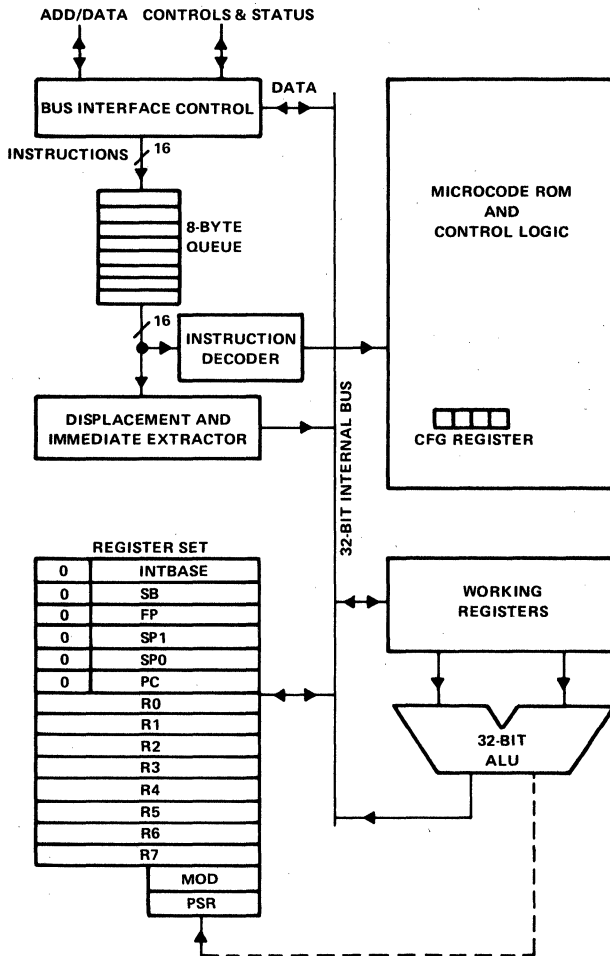 ADD/DATA CONTROLS & STATUS
BUS INTERFACE CONTROL
DATA
INSTRUCTIONS 16
8-BYTE
QUEUE
16
INSTRUCTION
DECODER
DISPLACEMENT AND
IMMEDIATE EXTRACTOR
MICROCODE ROM
AND
CONTROL LOGIC
CFG REGISTER
32-BIT INTERNAL BUS
REGISTER SET
0 INTBASE
0 SB
0 FP
0 SP1
0 SP0
0 PC
R0
R1
R2
R3
R4
R5
R6
R7
MOD
PSR
WORKING
REGISTERS
32-BIT
ALU